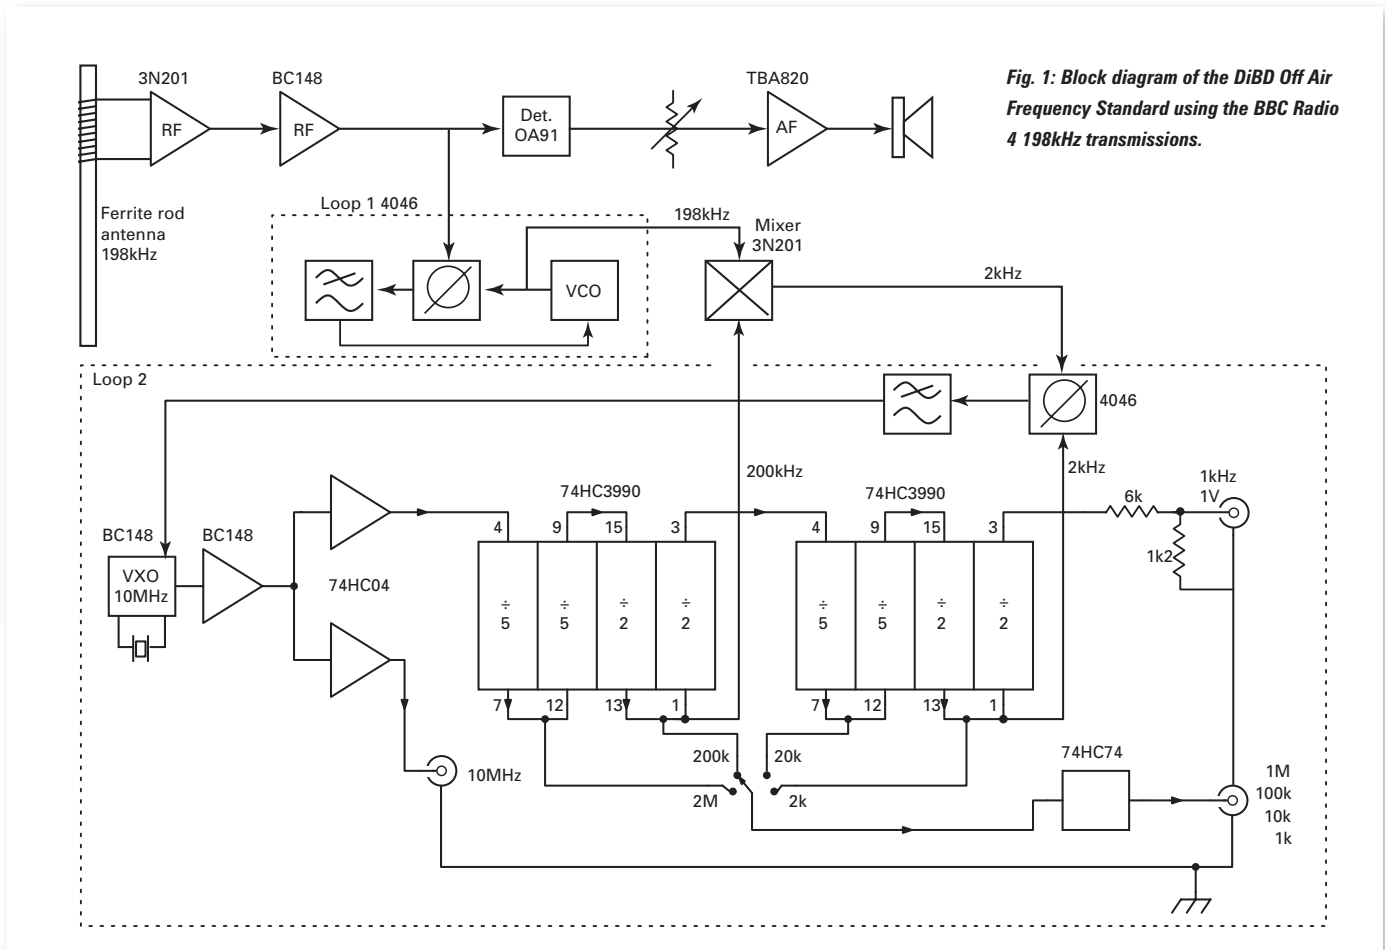 3N201
BC148
TBA820
Fig. 1: Block diagram of the DiBD Off Air
Frequency Standard using the BBC Radio
4 198kHz transmissions.
RF
RF
Det.
OA91
AF
Ferrite rod
antenna
198kHz
Loop 1 4046
198kHz
Mixer
3N201
VCO
2kHz
Loop 2
4046
200kHz
2kHz
74HC3990
74HC3990
1kHz
1V
6k
1k2
BC148
BC148
VXO
10MHz
74HC04
4
9
15
3
4
9
15
3
÷
5
÷
5
÷
2
÷
2
÷
5
÷
5
÷
2
÷
2
7
12
13
1
7
12
13
1
200k
20k
2M
2k
10MHz
74HC74
1M
100k
10k
1k